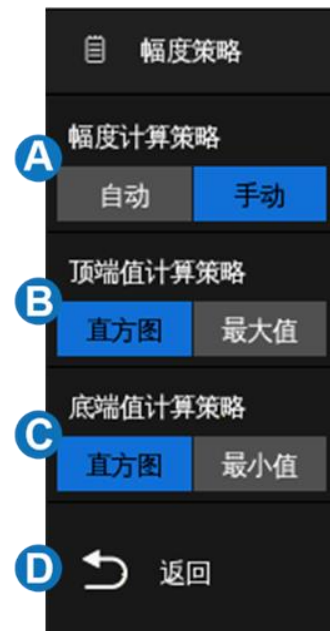 幅度策略
幅度计算策略
A
自动 手动
顶端值计算策略
B
直方图 最大值
底端值计算策略
C
直方图 最小值
D 返回